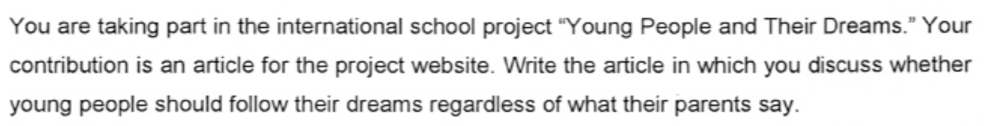 You are taking part in the international school project “Young People and Their Dreams.” Your
contribution is an article for the project website. Write the article in which you discuss whether
young people should follow their dreams regardless of what their parents say.